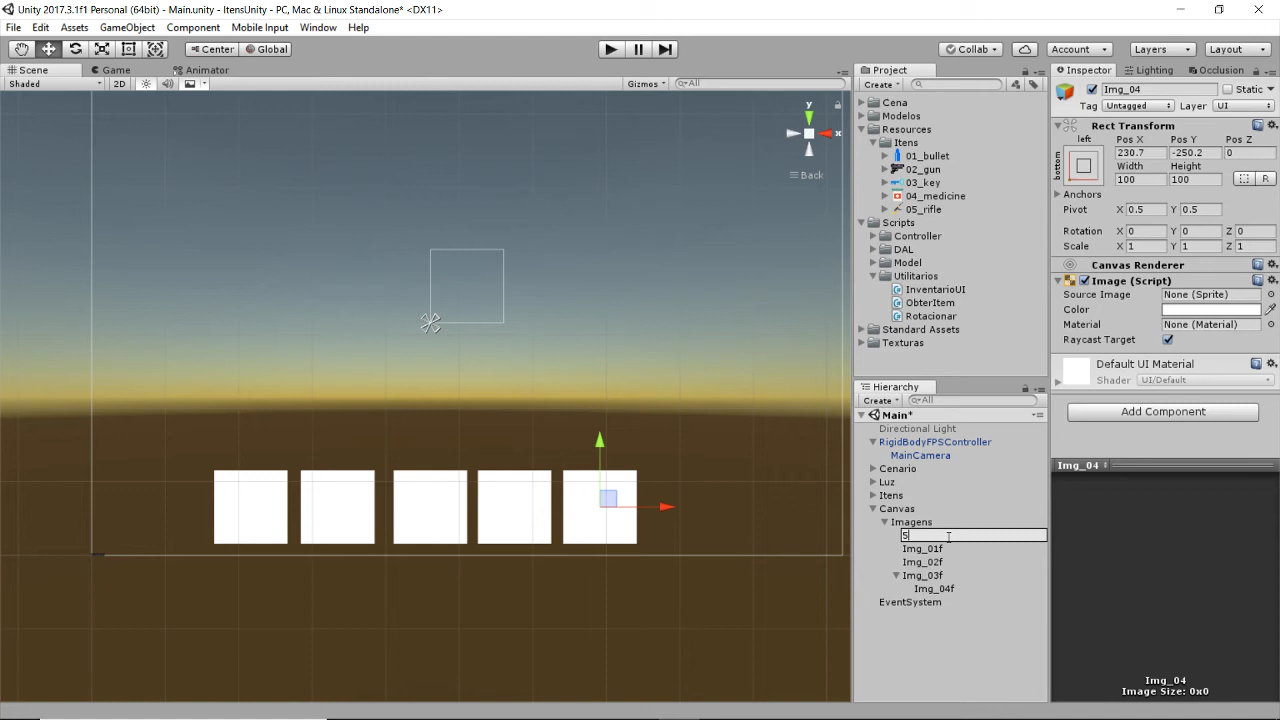 Unity 2017.3.1f1 Personal (64bit) - Main.unity - ItensUnity - PC, Mac & Linux Standalone* <DX11>
File Edit Assets GameObject Component Mobile Input Window Help
Center Global Collab Account Layers Layout
Scene Game Animator
Shaded 2D Gizmos All
y
x
Back
Project
Create
Cena
Modelos
Resources
Itens
01_bullet
02_gun
03_key
04_medicine
05_rifle
Scripts
Controller
DAL
Model
Utilitarios
InventarioUI
ObterItem
Rotacionar
Standard Assets
Texturas
Hierarchy
Create All
Main*
Directional Light
RigidBodyFPSController
MainCamera
Cenario
Luz
Itens
Canvas
Imagens
S
Img_01f
Img_02f
Img_03f
Img_04f
EventSystem
Inspector Lighting Occlusion
Img_04 Static
Tag Untagged Layer UI
Rect Transform
left Pos X Pos Y Pos Z
bottom 230.7 -250.2 0
Width Height
100 100 R
Anchors
Pivot X 0.5 Y 0.5
Rotation X 0 Y 0 Z 0
Scale X 1 Y 1 Z 1
Canvas Renderer
Image (Script)
Source Image None (Sprite)
Color
Material None (Material)
Raycast Target
Default UI Material
Shader UI/Default
Add Component
Img_04
Img_04
Image Size: 0x0